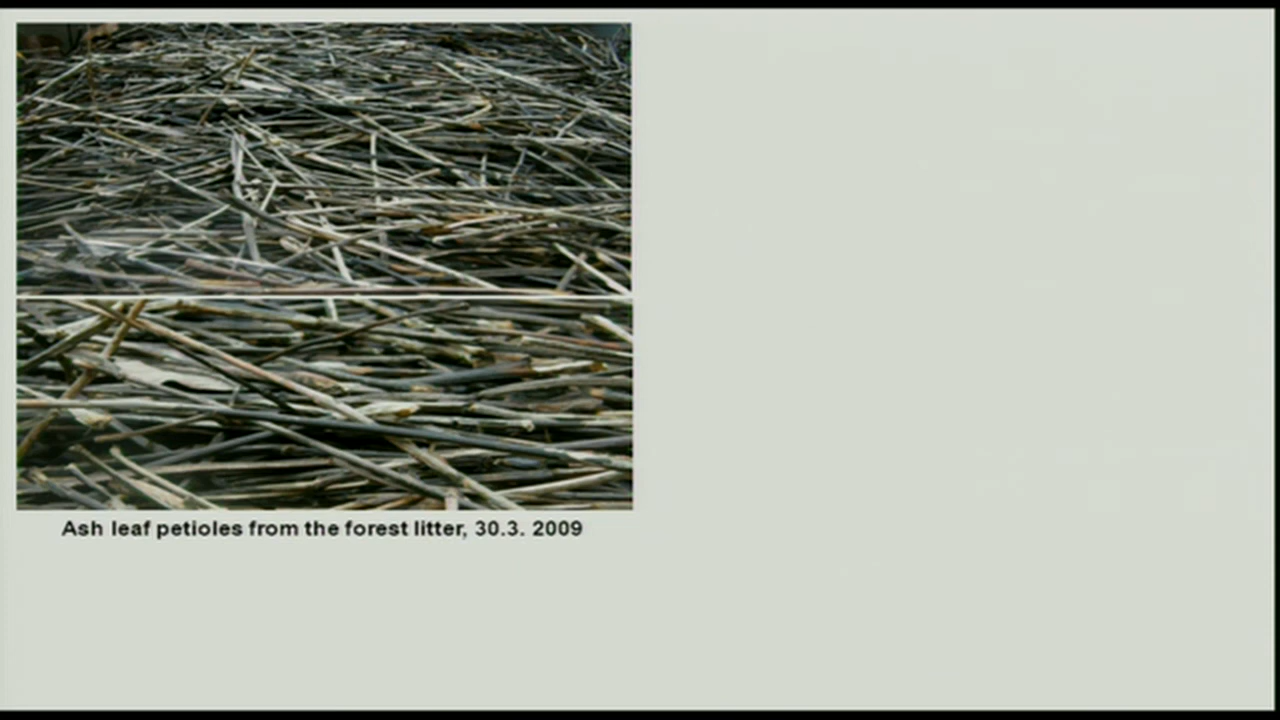 Ash leaf petioles from the forest litter, 30.3. 2009